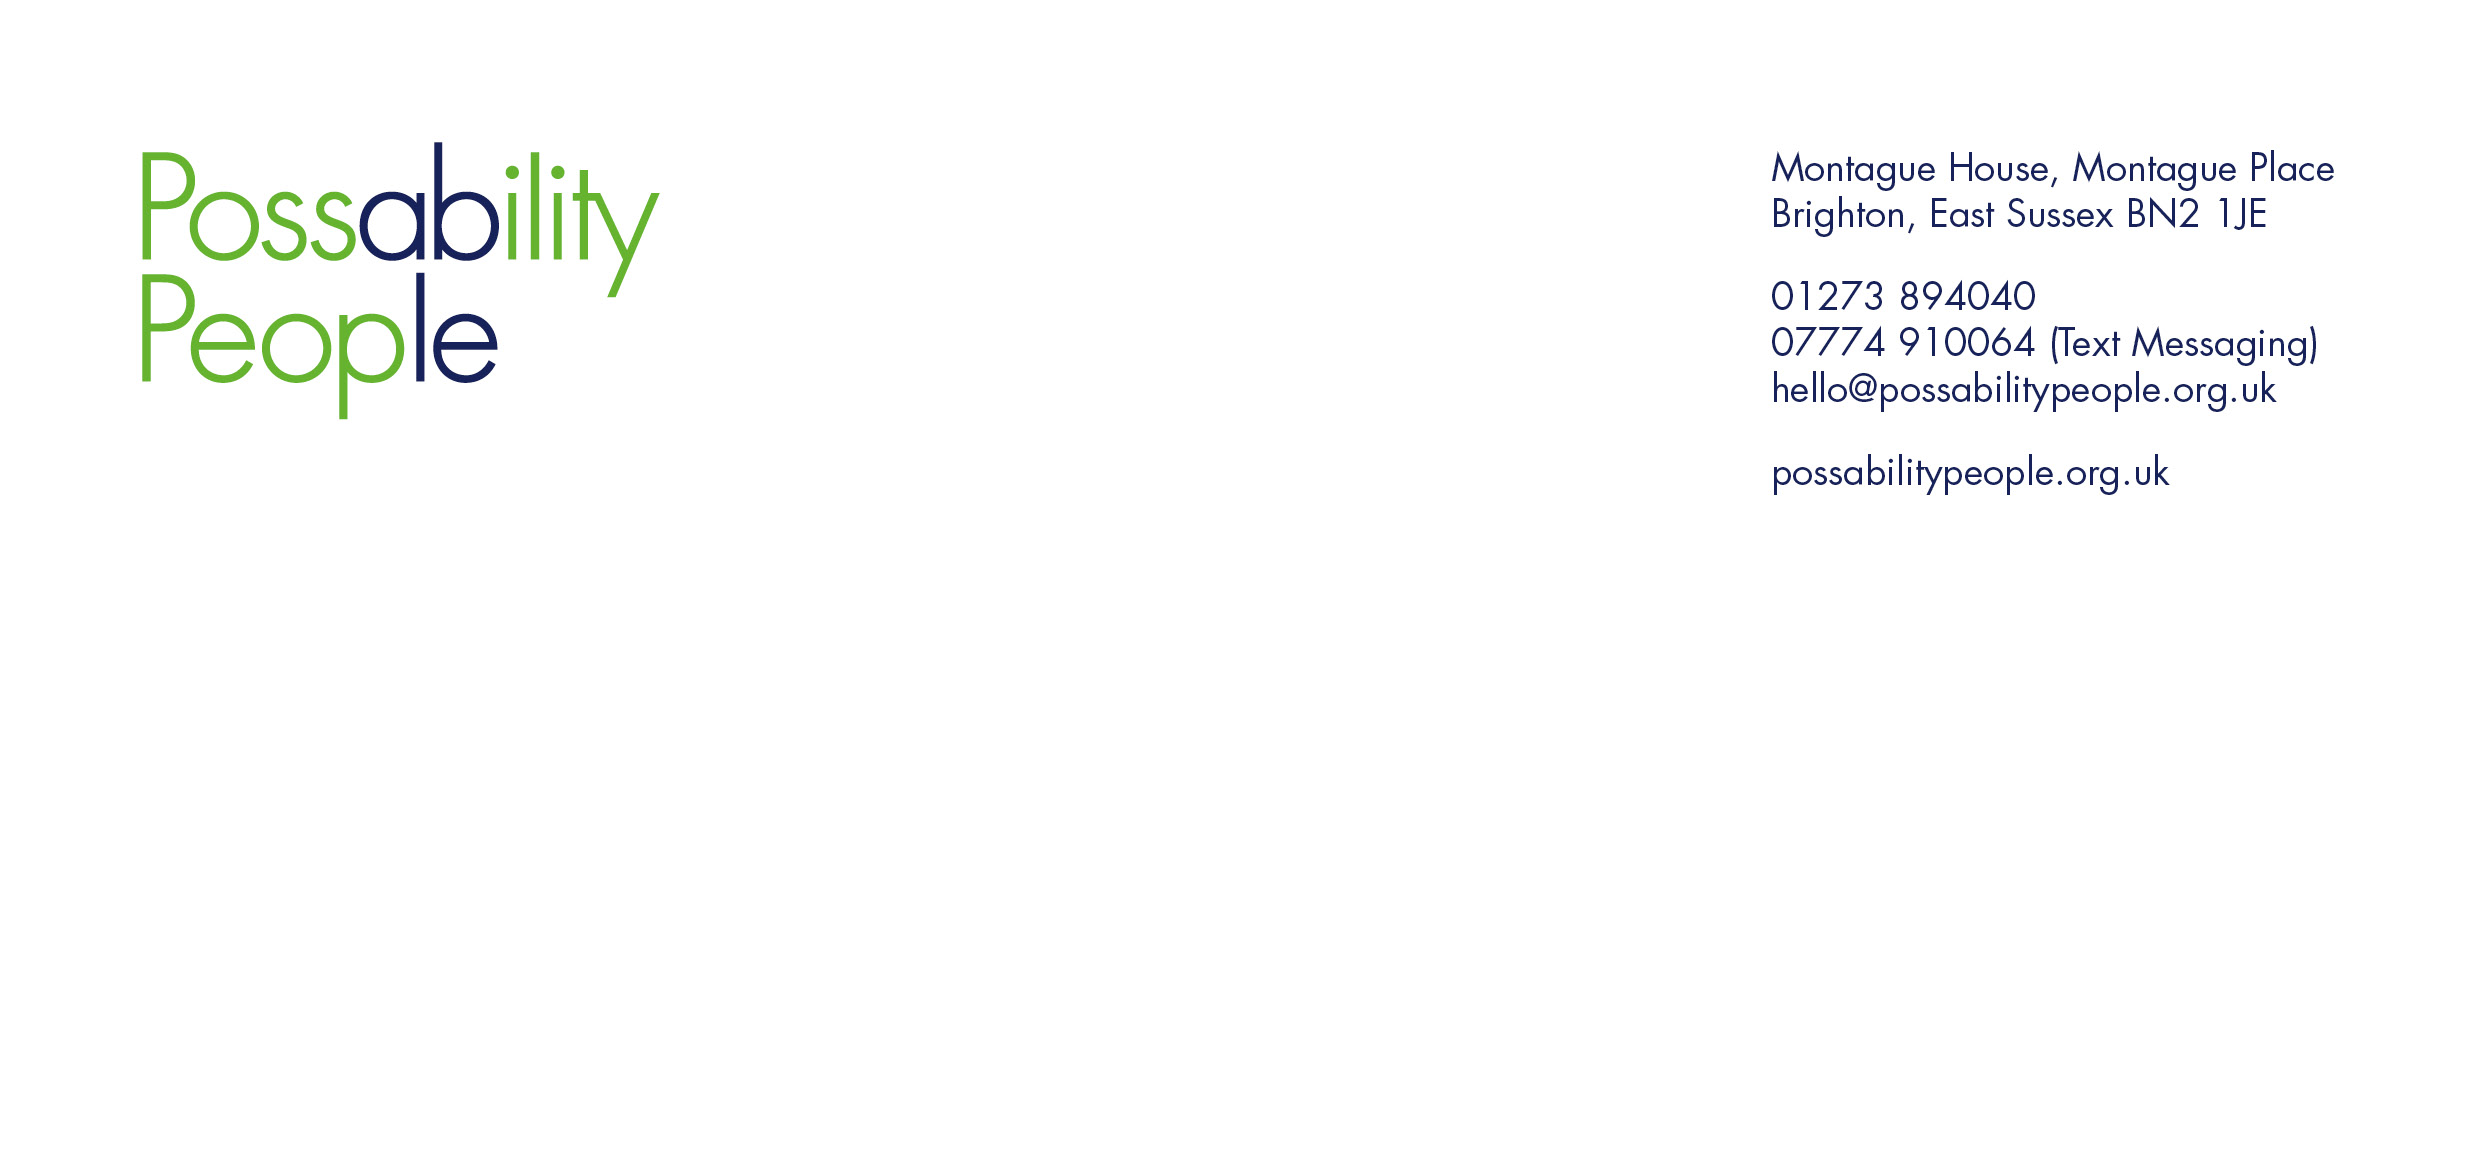 Possability
People
Montague House, Montague Place
Brighton, East Sussex BN2 1JE
01273 894040
07774 910064 (Text Messaging)
hello@possabilitypeople.org.uk
possabilitypeople.org.uk